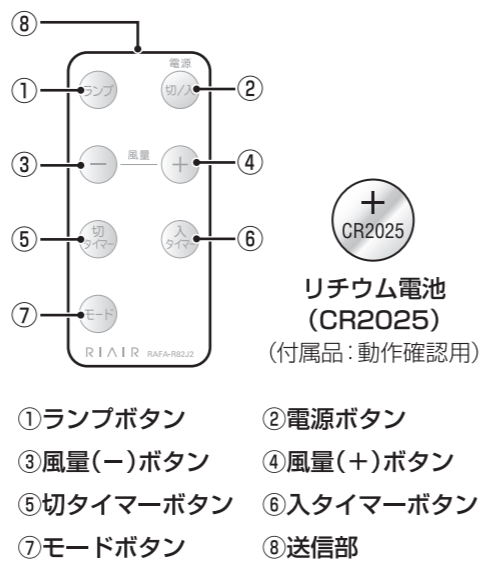 ⑧
電源
① ランプ 切/入 ②
③ － 風量 ＋ ④
⑤ 切タイマー 入タイマー ⑥
⑦ モード
RIAIR RAFA-R82J2
＋
CR2025
リチウム電池
（CR2025）
（付属品：動作確認用）
①ランプボタン ②電源ボタン
③風量（－）ボタン ④風量（＋）ボタン
⑤切タイマーボタン ⑥入タイマーボタン
⑦モードボタン ⑧送信部